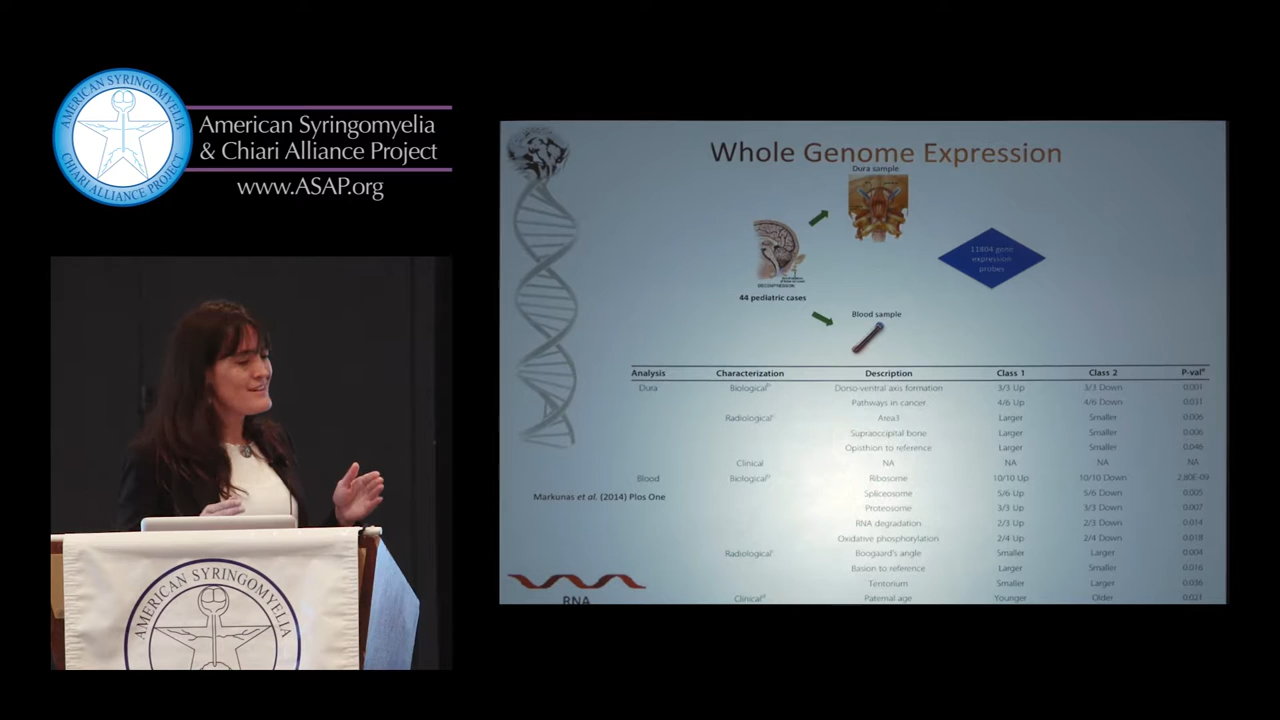 AMERICAN SYRINGOMYELIA
CHIARI ALLIANCE PROJECT
American Syringomyelia
& Chiari Alliance Project
www.ASAP.org
Whole Genome Expression
Dura sample
11804 gene
expression
probes
DECOMPRESSION
44 pediatric cases
Blood sample
Analysis Characterization Description Class 1 Class 2 P-valᵃ
Dura Biologicalᵇ Dorso-ventral axis formation 3/3 Up 3/3 Down 0.001
Pathways in cancer 4/6 Up 4/6 Down 0.031
Radiologicalᶜ Area3 Larger Smaller 0.006
Supraoccipital bone Larger Smaller 0.006
Opisthion to reference Larger Smaller 0.046
Clinical NA NA NA NA
Blood Biologicalᵇ Ribosome 10/10 Up 10/10 Down 2.80E-09
Spliceosome 5/6 Up 5/6 Down 0.005
Proteosome 3/3 Up 3/3 Down 0.007
RNA degradation 2/3 Up 2/3 Down 0.014
Oxidative phosphorylation 2/4 Up 2/4 Down 0.018
Radiologicalᶜ Boogaard's angle Smaller Larger 0.004
Basion to reference Larger Smaller 0.016
Tentorium Smaller Larger 0.036
Clinicalᵈ Paternal age Younger Older 0.021
Markunas et al. (2014) Plos One
RNA
AMERICAN SYRINGOMYELIA